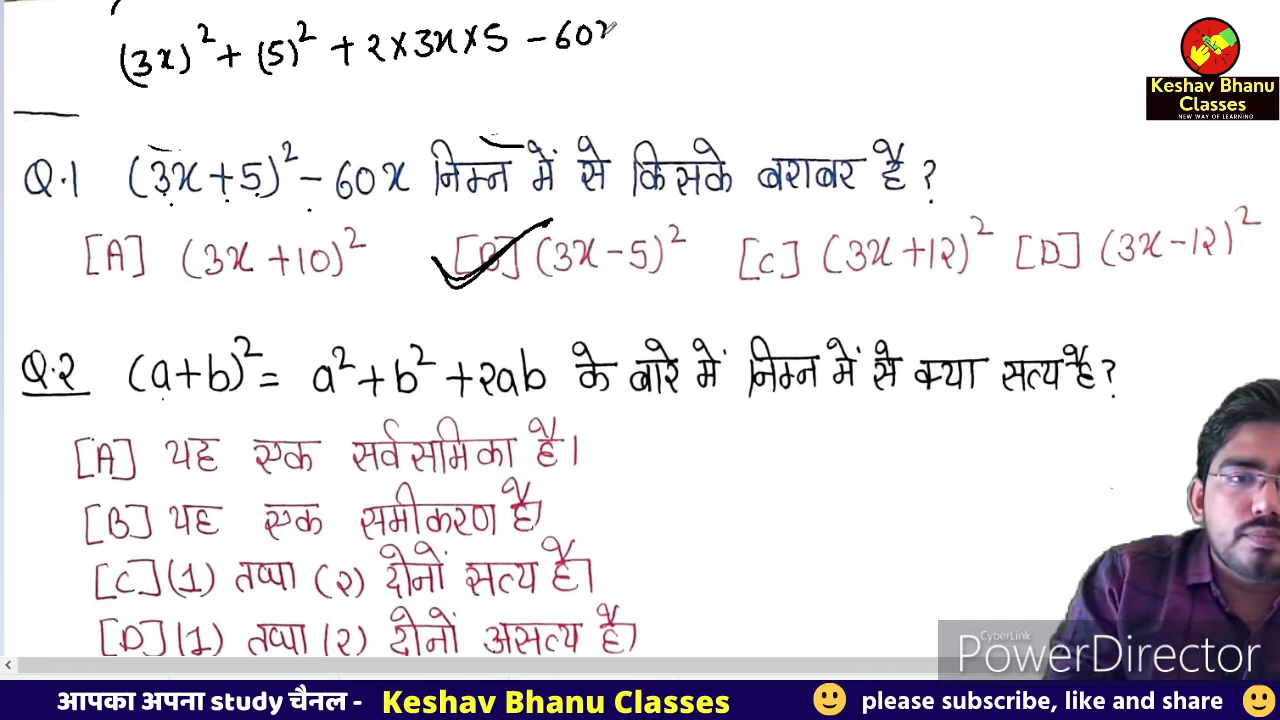 (3x)² + (5)² + 2×3x×5 - 60x
Keshav Bhanu
Classes
NEW WAY OF LEARNING
Q.1 (3x+5)² - 60x निम्न में से किसके बराबर है ?
[A] (3x+10)² [B] (3x-5)² [C] (3x+12)² [D] (3x-12)²
Q.2 (a+b)² = a²+b²+2ab के बारे में निम्न में से क्या सत्य है ?
[A] यह एक सर्वसमिका है।
[B] यह एक समीकरण है।
[C] (1) तथा (2) दोनों सत्य है।
[D] (1) तथा (2) दोनों असत्य है।
CyberLink
PowerDirector
आपका अपना study चैनल - Keshav Bhanu Classes please subscribe, like and share